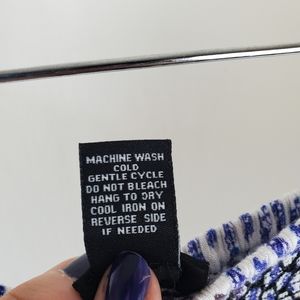 MACHINE WASH
COLD
GENTLE CYCLE
DO NOT BLEACH
HANG TO DRY
COOL IRON ON
REVERSE SIDE
IF NEEDED